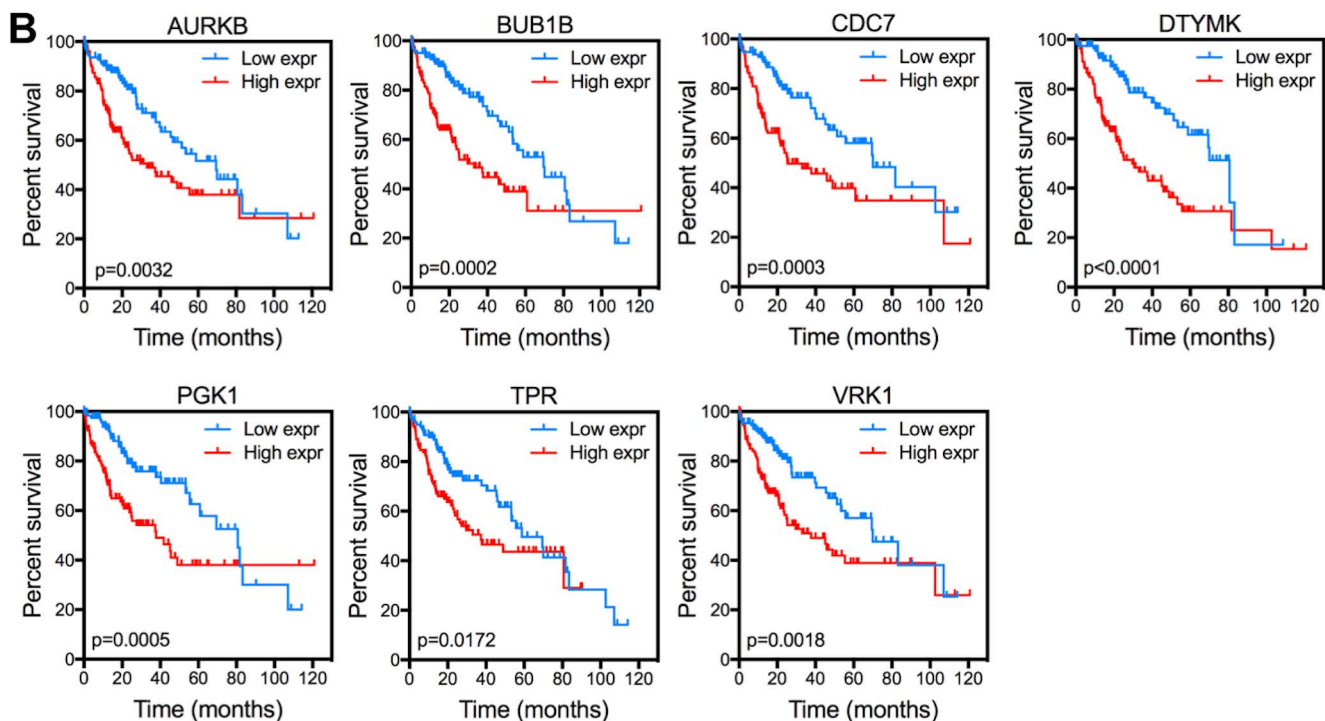 B
AURKB
Low expr
High expr
Percent survival
100
80
60
40
20
0
p=0.0032
0 20 40 60 80 100 120
Time (months)
BUB1B
Low expr
High expr
Percent survival
100
80
60
40
20
0
p=0.0002
0 20 40 60 80 100 120
Time (months)
CDC7
Low expr
High expr
Percent survival
100
80
60
40
20
0
p=0.0003
0 20 40 60 80 100 120
Time (months)
DTYMK
Low expr
High expr
Percent survival
100
80
60
40
20
0
p<0.0001
0 20 40 60 80 100 120
Time (months)
PGK1
Low expr
High expr
Percent survival
100
80
60
40
20
0
p=0.0005
0 20 40 60 80 100 120
Time (months)
TPR
Low expr
High expr
Percent survival
100
80
60
40
20
0
p=0.0172
0 20 40 60 80 100 120
Time (months)
VRK1
Low expr
High expr
Percent survival
100
80
60
40
20
0
p=0.0018
0 20 40 60 80 100 120
Time (months)